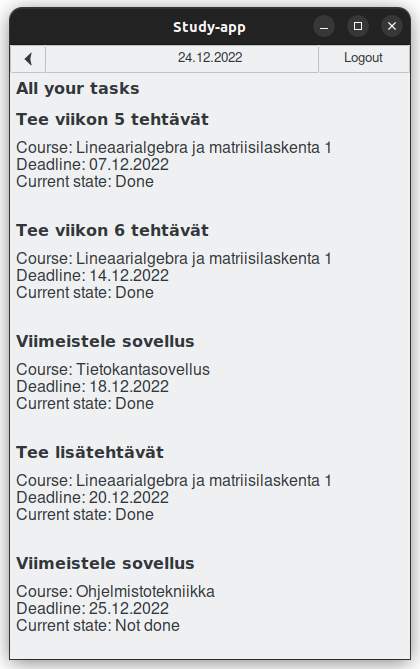 Study-app
24.12.2022 Logout
All your tasks
Tee viikon 5 tehtävät
Course: Lineaarialgebra ja matriisilaskenta 1
Deadline: 07.12.2022
Current state: Done
Tee viikon 6 tehtävät
Course: Lineaarialgebra ja matriisilaskenta 1
Deadline: 14.12.2022
Current state: Done
Viimeistele sovellus
Course: Tietokantasovellus
Deadline: 18.12.2022
Current state: Done
Tee lisätehtävät
Course: Lineaarialgebra ja matriisilaskenta 1
Deadline: 20.12.2022
Current state: Done
Viimeistele sovellus
Course: Ohjelmistotekniikka
Deadline: 25.12.2022
Current state: Not done